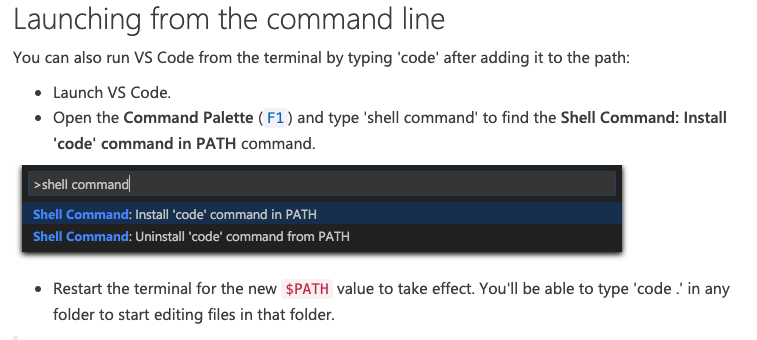 Launching from the command line
You can also run VS Code from the terminal by typing 'code' after adding it to the path:
• Launch VS Code.
• Open the Command Palette (F1) and type 'shell command' to find the Shell Command: Install
'code' command in PATH command.
>shell command
Shell Command: Install 'code' command in PATH
Shell Command: Uninstall 'code' command from PATH
• Restart the terminal for the new $PATH value to take effect. You'll be able to type 'code .' in any
folder to start editing files in that folder.